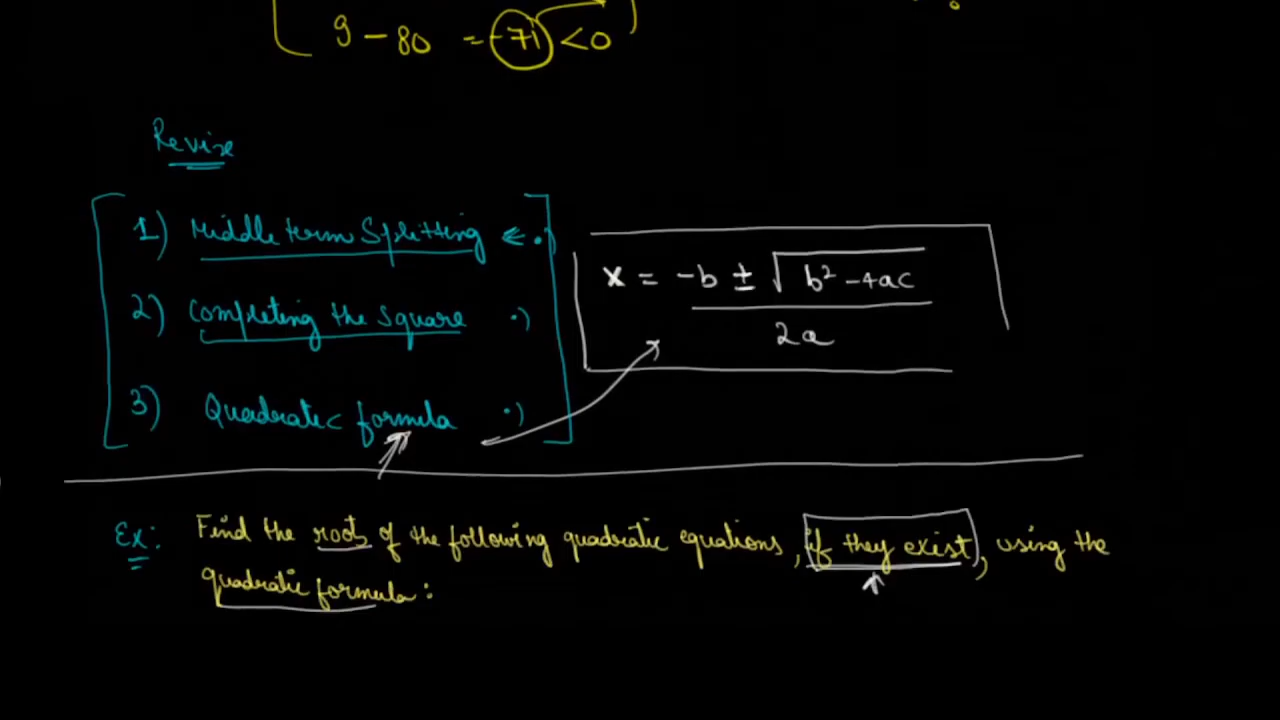 9 - 80 = -71 < 0
Revise
1) Middle term Splitting
2) Completing the square
3) Quadratic formula
x = -b ± √b² - 4ac
2a
Ex: Find the roots of the following quadratic equations, if they exist, using the
quadratic formula: